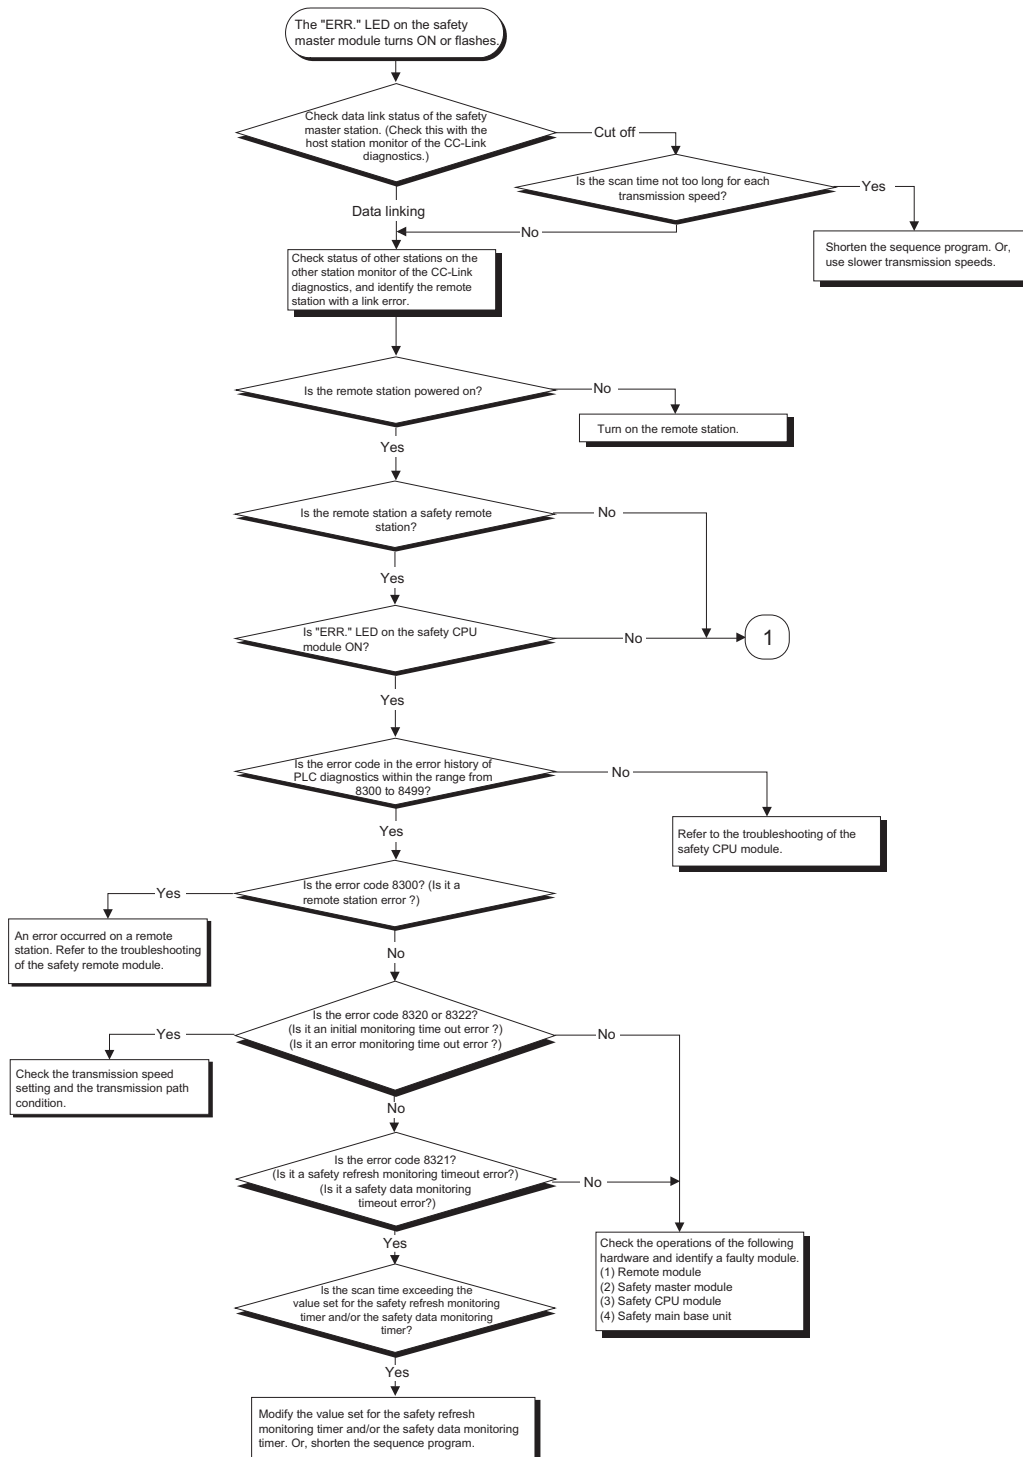 The "ERR." LED on the safety
master module turns ON or flashes.
Check data link status of the safety
master station. (Check this with the
host station monitor of the CC-Link
diagnostics.)
Cut off
Is the scan time not too long for each
transmission speed?
Yes
Shorten the sequence program. Or,
use slower transmission speeds.
Data linking
No
Check status of other stations on the
other station monitor of the CC-Link
diagnostics, and identify the remote
station with a link error.
Is the remote station powered on?
No
Turn on the remote station.
Yes
Is the remote station a safety remote
station?
No
Yes
Is "ERR." LED on the safety CPU
module ON?
No
1
Yes
Is the error code in the error history of
PLC diagnostics within the range from
8300 to 8499?
No
Refer to the troubleshooting of the
safety CPU module.
Yes
Is the error code 8300? (Is it a
remote station error ?)
Yes
An error occurred on a remote
station. Refer to the troubleshooting
of the safety remote module.
No
Is the error code 8320 or 8322?
(Is it an initial monitoring time out error ?)
(Is it an error monitoring time out error ?)
Yes
No
Check the transmission speed
setting and the transmission path
condition.
No
Is the error code 8321?
(Is it a safety refresh monitoring timeout error?)
(Is it a safety data monitoring
timeout error?)
No
Yes
Check the operations of the following
hardware and identify a faulty module.
(1) Remote module
(2) Safety master module
(3) Safety CPU module
(4) Safety main base unit
Is the scan time exceeding the
value set for the safety refresh monitoring
timer and/or the safety data monitoring
timer?
Yes
Modify the value set for the safety refresh
monitoring timer and/or the safety data monitoring
timer. Or, shorten the sequence program.